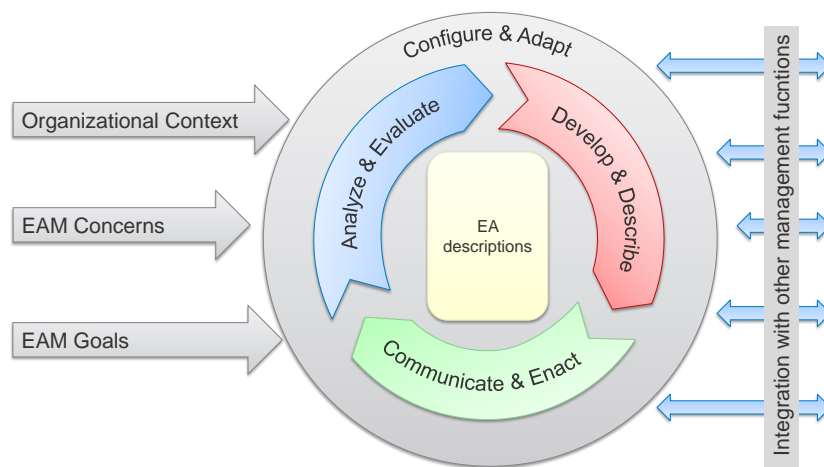 Configure & Adapt
Organizational Context
EAM Concerns
EAM Goals
Analyze & Evaluate
Develop & Describe
Communicate & Enact
EA
descriptions
Integration with other management fucntions